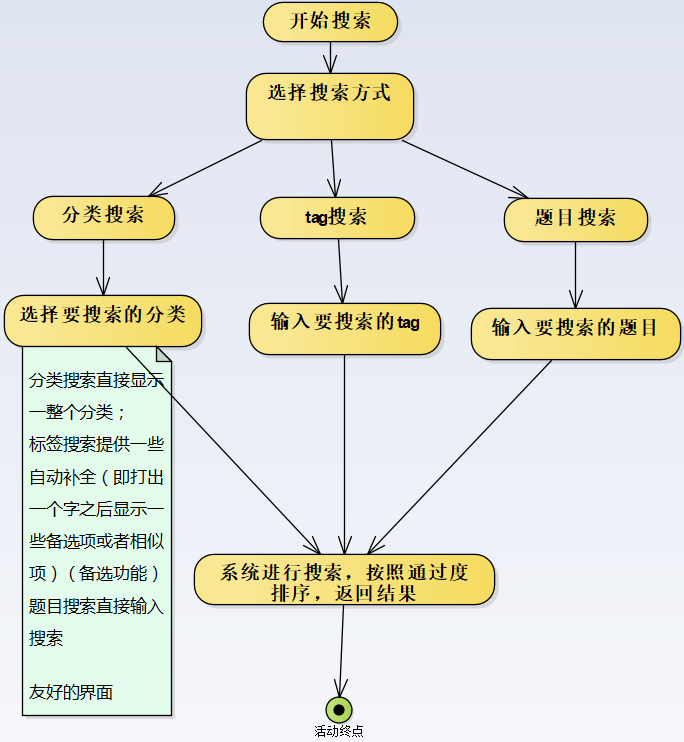 开始搜索
选择搜索方式
分类搜索
tag搜索
题目搜索
选择要搜索的分类
输入要搜索的tag
输入要搜索的题目
分类搜索直接显示
一整个分类；
标签搜索提供一些
自动补全（即打出
一个字之后显示一
些备选项或者相似
项）（备选功能）
题目搜索直接输入
搜索
友好的界面
系统进行搜索，按照通过度
排序，返回结果
活动终点